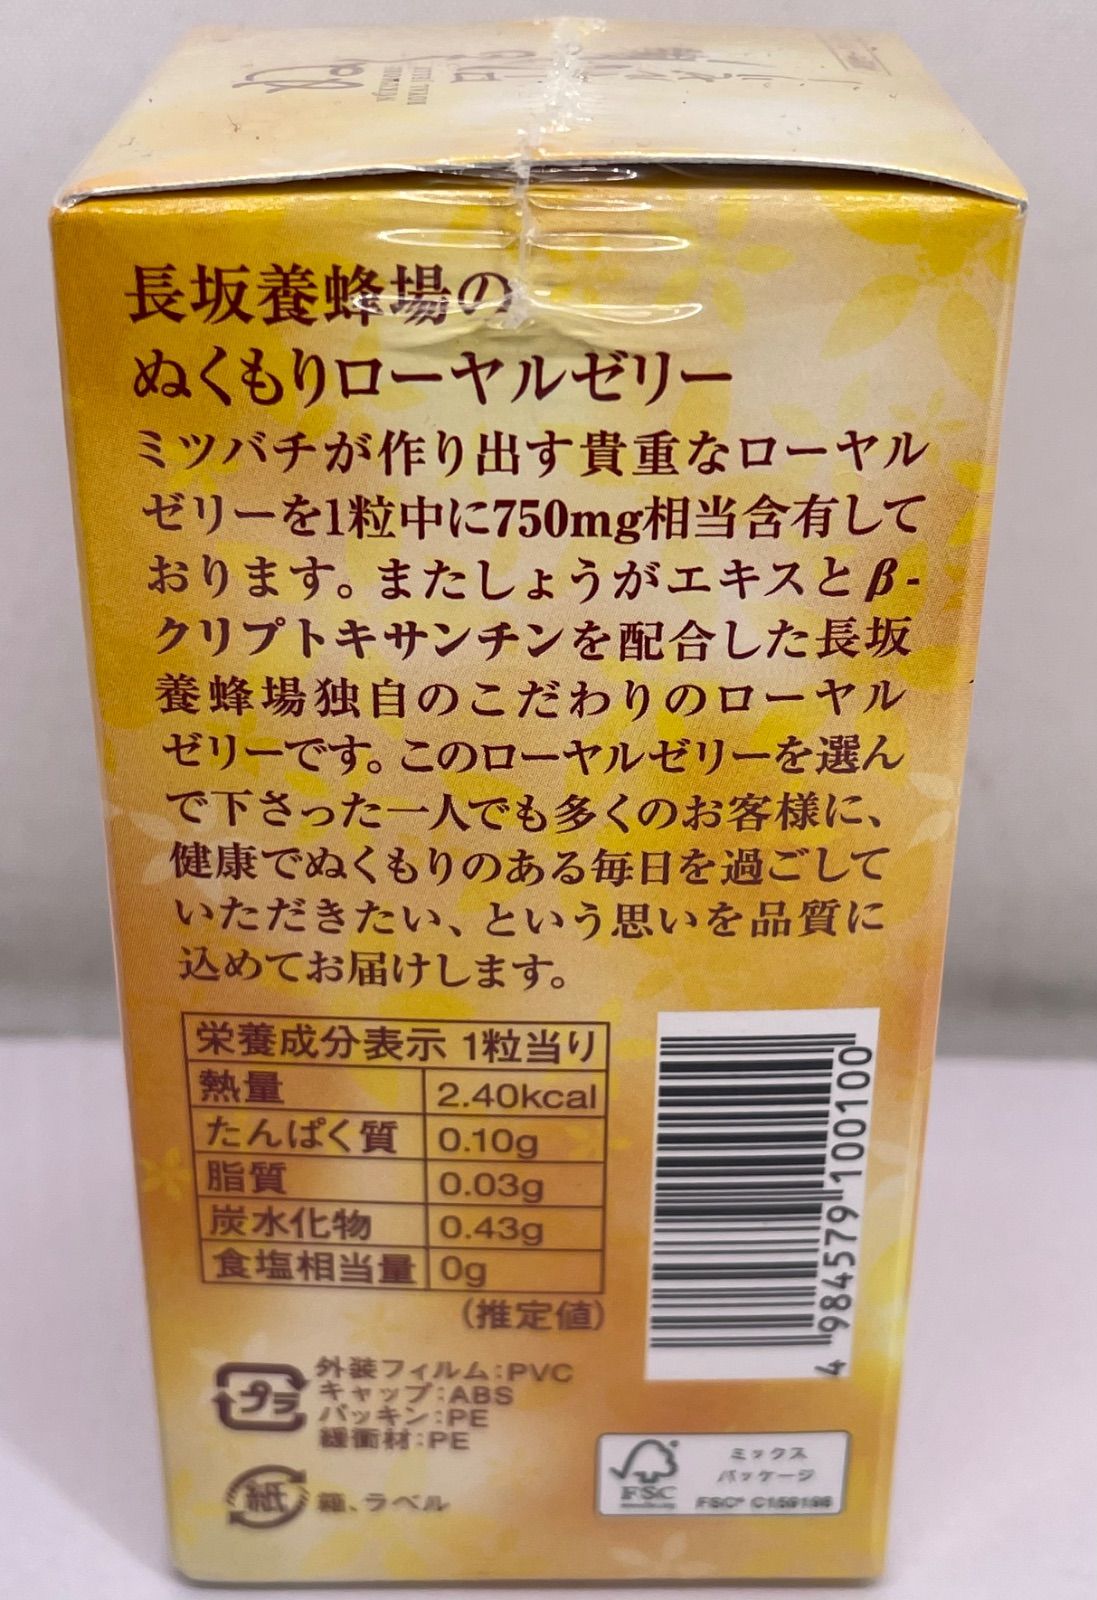 長坂養蜂場の
ぬくもりローヤルゼリー
ミツバチが作り出す貴重なローヤル
ゼリーを1粒中に750mg相当含有して
おります。またしょうがエキスとβ-
クリプトキサンチンを配合した長坂
養蜂場独自のこだわりのローヤル
ゼリーです。このローヤルゼリーを選ん
で下さった一人でも多くのお客様に、
健康でぬくもりのある毎日を過ごして
いただきたい、という思いを品質に
込めてお届けします。
栄養成分表示 1粒当り
熱量 2.40kcal
たんぱく質 0.10g
脂質 0.03g
炭水化物 0.43g
食塩相当量 0g
(推定値)
4 984579 100100
プラ
外装フィルム:PVC
キャップ:ABS
パッキン:PE
緩衝材:PE
紙
箱、ラベル
FSC
ミックス
パッケージ
FSC® C159198